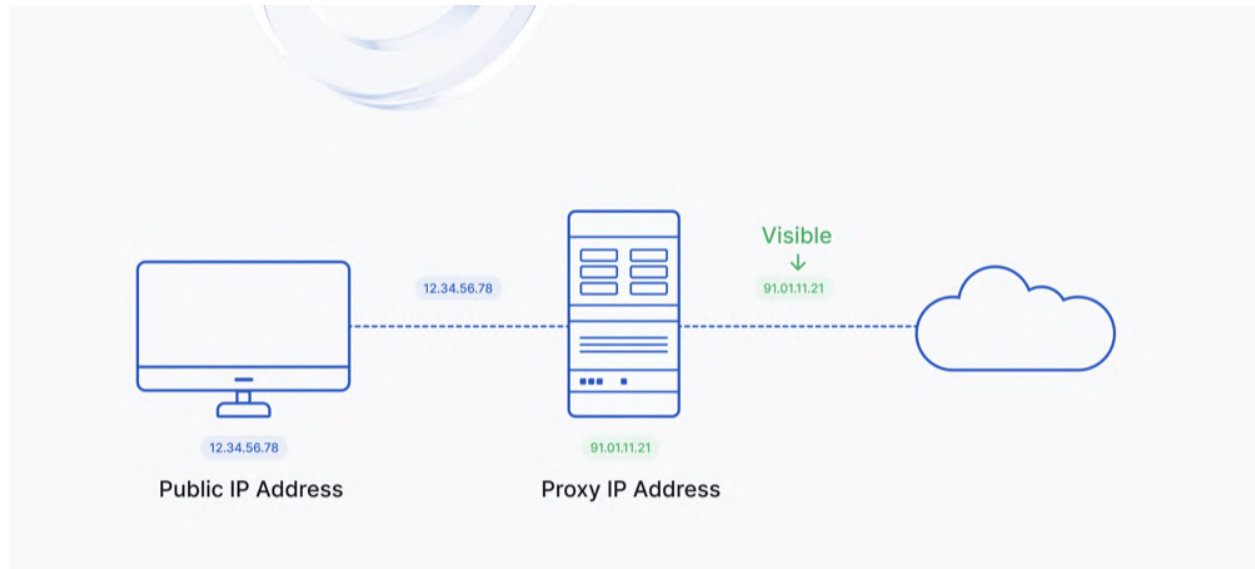 Visible
↓
12.34.56.78
91.01.11.21
12.34.56.78
91.01.11.21
Public IP Address
Proxy IP Address